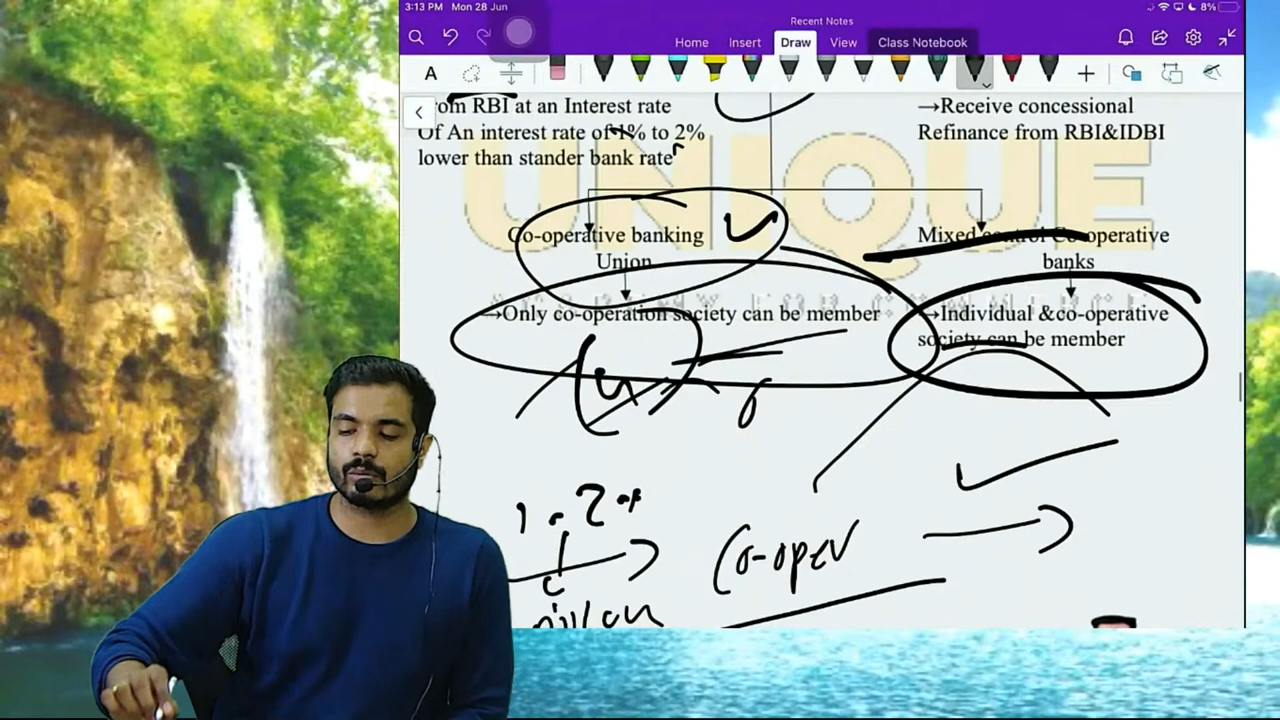 3:13 PM Mon 28 Jun
8%
Recent Notes
Home Insert Draw View Class Notebook
A
from RBI at an Interest rate
Of An interest rate of 1% to 2%
lower than stander bank rate
→Receive concessional
Refinance from RBI&IDBI
UNIQUE
Co-operative banking
Union
Mixed control Co-operative
banks
→Only co-operation society can be member
→Individual &co-operative
society can be member
1 2
Co-oper